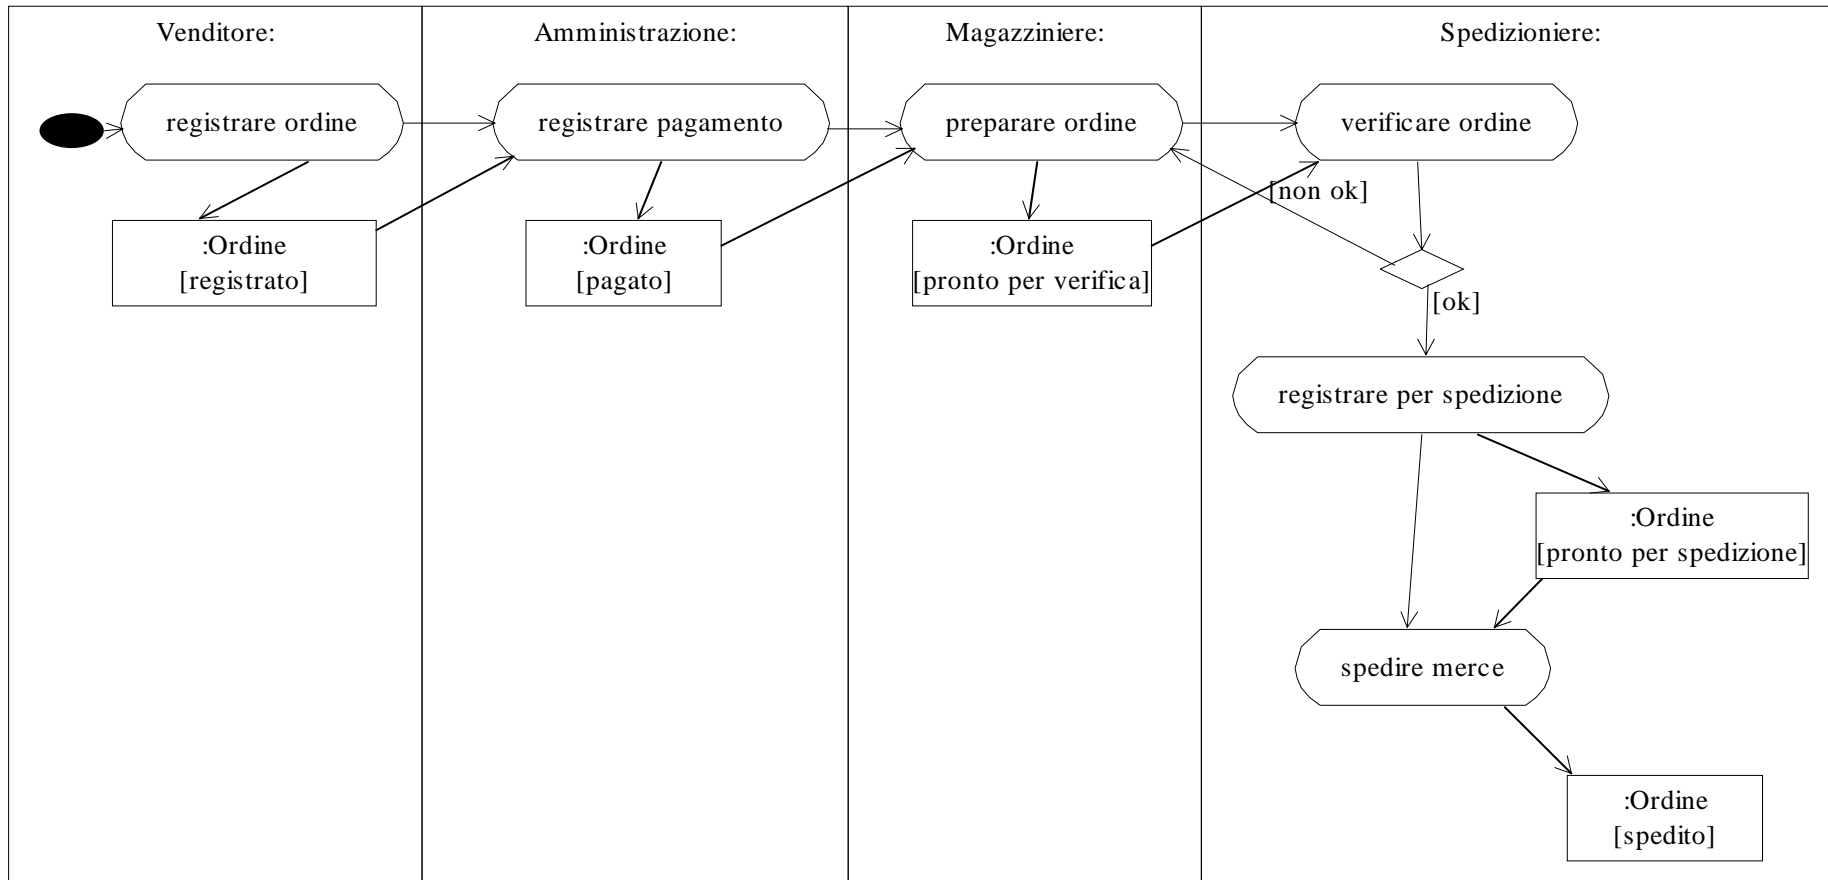 Venditore:
Amministrazione:
Magazziniere:
Spedizioniere:
registrare ordine
registrare pagamento
preparare ordine
verificare ordine
[non ok]
:Ordine
[registrato]
:Ordine
[pagato]
:Ordine
[pronto per verifica]
[ok]
registrare per spedizione
:Ordine
[pronto per spedizione]
spedire merce
:Ordine
[spedito]